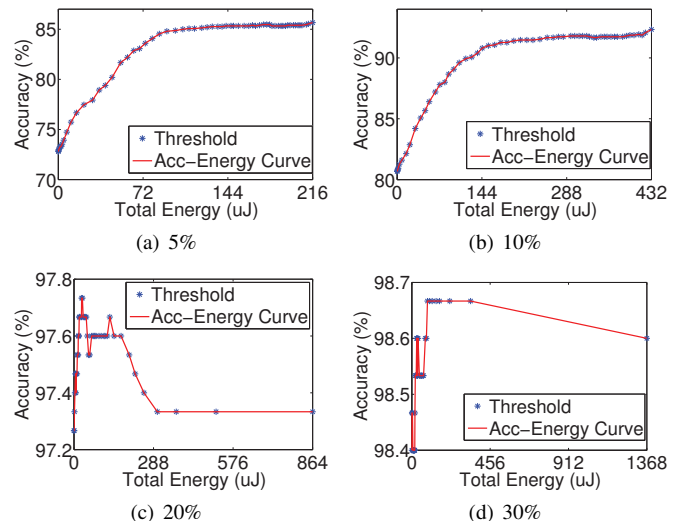 85
80
75
70
0
72
144
216
Accuracy (%)
Total Energy (uJ)
Threshold
Acc−Energy Curve
(a) 5%
90
85
80
0
144
288
432
Accuracy (%)
Total Energy (uJ)
Threshold
Acc−Energy Curve
(b) 10%
97.8
97.6
97.4
97.2
0
288
576
864
Accuracy (%)
Total Energy (uJ)
Threshold
Acc−Energy Curve
(c) 20%
98.7
98.6
98.5
98.4
0
456
912
1368
Accuracy (%)
Total Energy (uJ)
Threshold
Acc−Energy Curve
(d) 30%